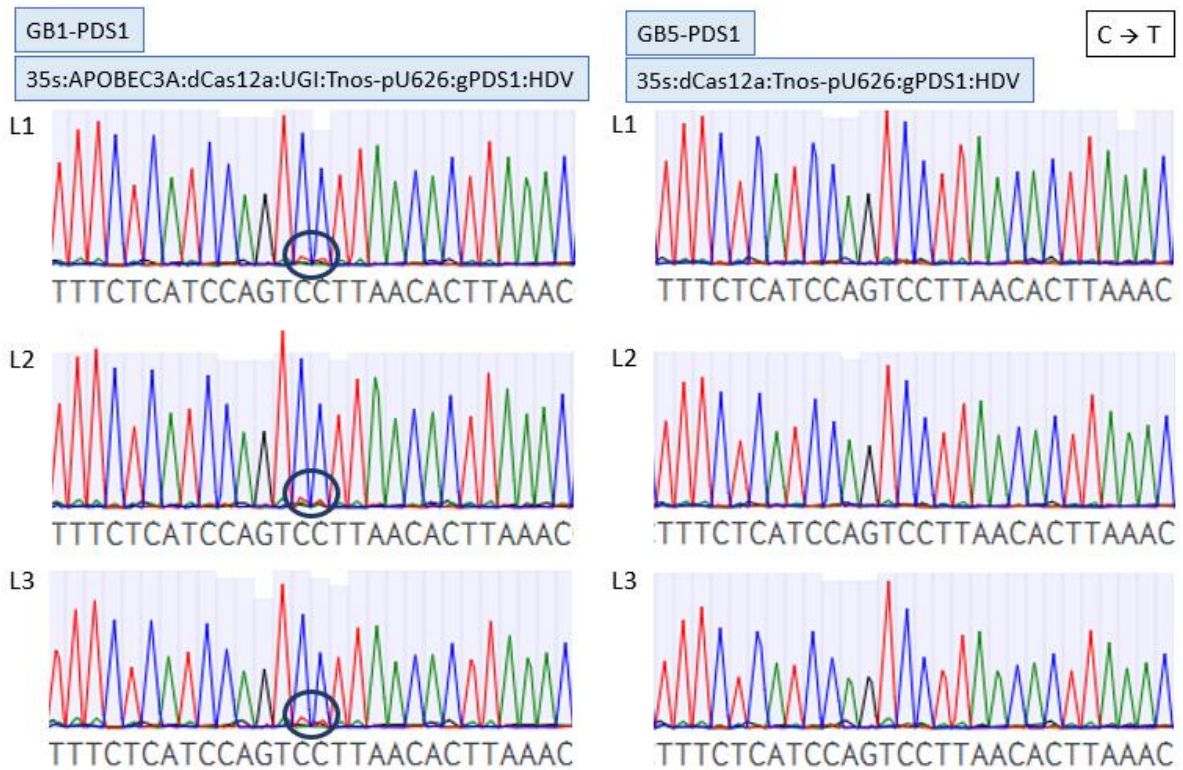 GB1-PDS1
35s:APOBEC3A:dCas12a:UGI:Tnos-pU626:gPDS1:HDV
L1
TTTCTCATCCAGTCCTTAACACTTAAAC
L2
TTTCTCATCCAGTCCTTAACACTTAAAC
L3
TTTCTCATCCAGTCCTTAACACTTAAAC
GB5-PDS1
C → T
35s:dCas12a:Tnos-pU626:gPDS1:HDV
L1
TTTCTCATCCAGTCCTTAACACTTAAAC
L2
TTTCTCATCCAGTCCTTAACACTTAAAC
L3
TTTCTCATCCAGTCCTTAACACTTAAAC